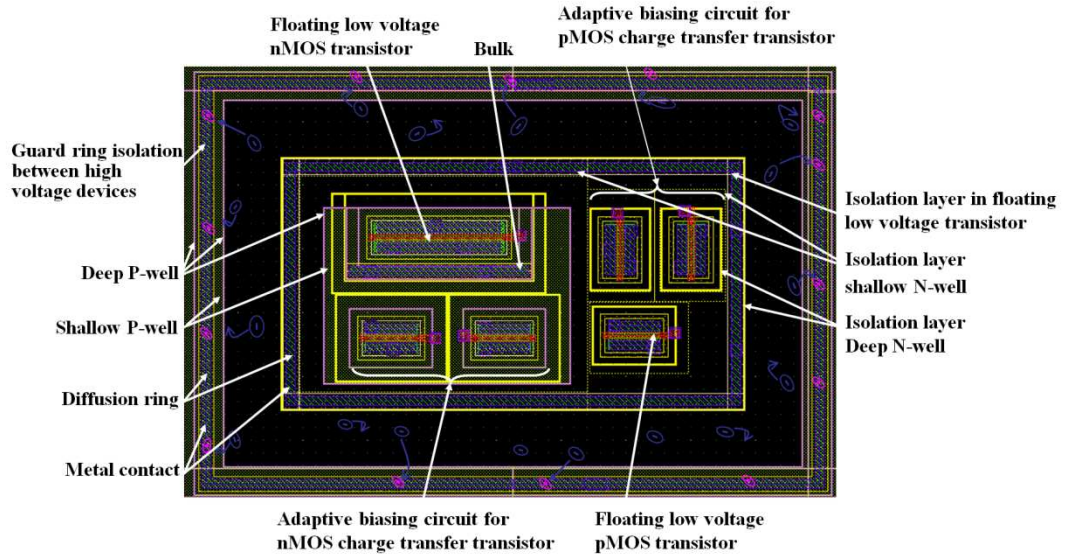 Floating low voltage
nMOS transistor
Bulk
Adaptive biasing circuit for
pMOS charge transfer transistor
Guard ring isolation
between high
voltage devices
Deep P-well
Shallow P-well
Diffusion ring
Metal contact
Isolation layer in floating
low voltage transistor
Isolation layer
shallow N-well
Isolation layer
Deep N-well
Adaptive biasing circuit for
nMOS charge transfer transistor
Floating low voltage
pMOS transistor